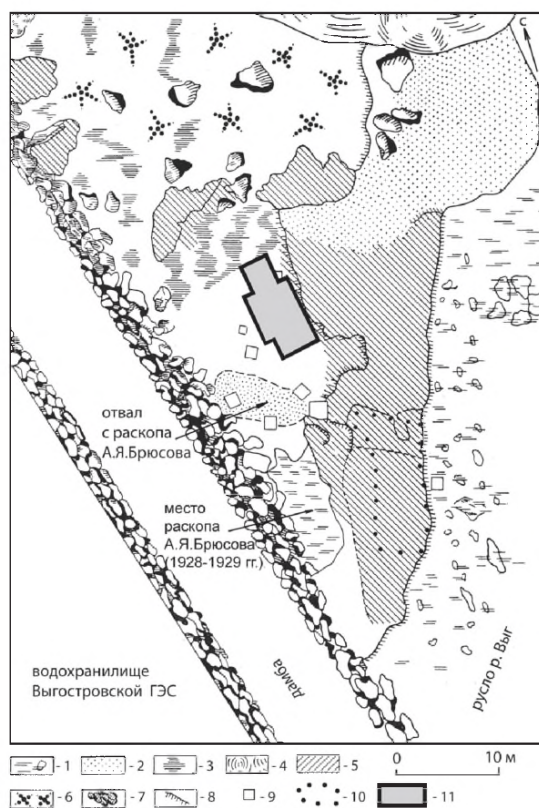 С
отвал
с раскопа
А.Я.Брюсова
место
раскопа
А.Я.Брюсова
(1928-1929 гг.)
водохранилище
Выгостровской ГЭС
дамба
русло р. Выг
- 1 - 2 - 3 - 4 - 5 0 10 м
- 6 - 7 - 8 - 9 - 10 - 11